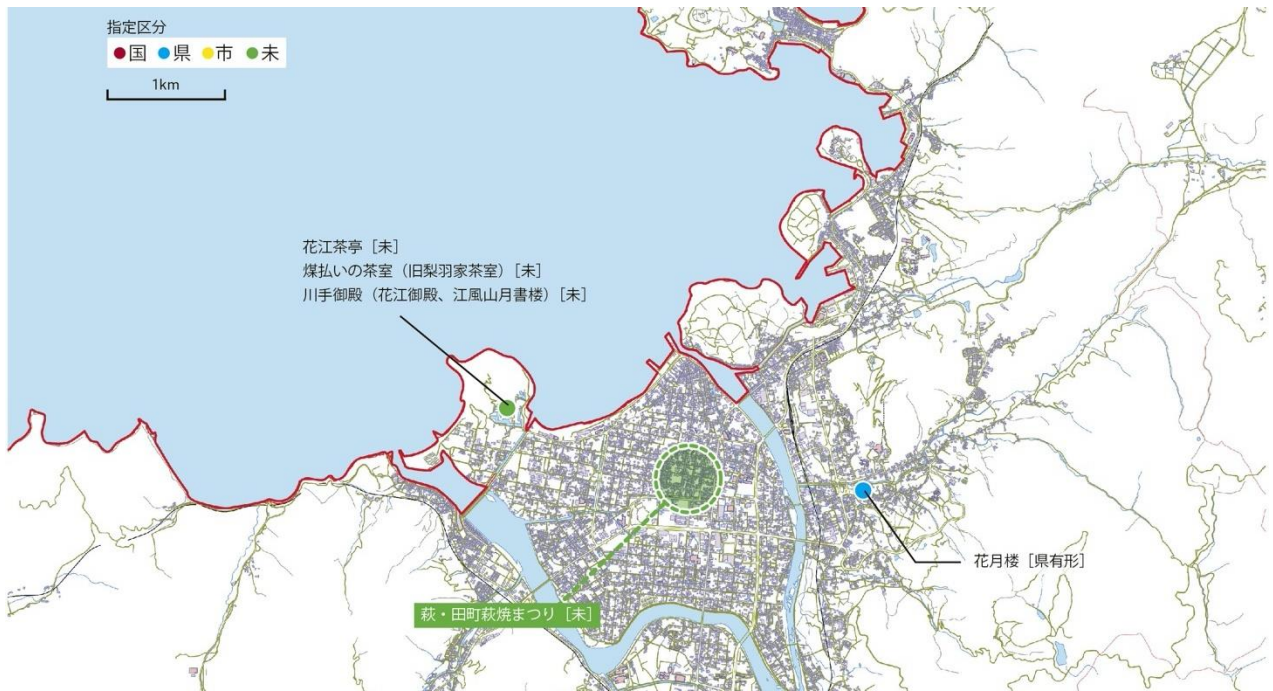 指定区分
国 県 市 未
1km
花江茶亭［未］
煤払いの茶室（旧梨羽家茶室）［未］
川手御殿（花江御殿、江風山月書楼）［未］
花月楼［県有形］
萩・田町萩焼まつり［未］